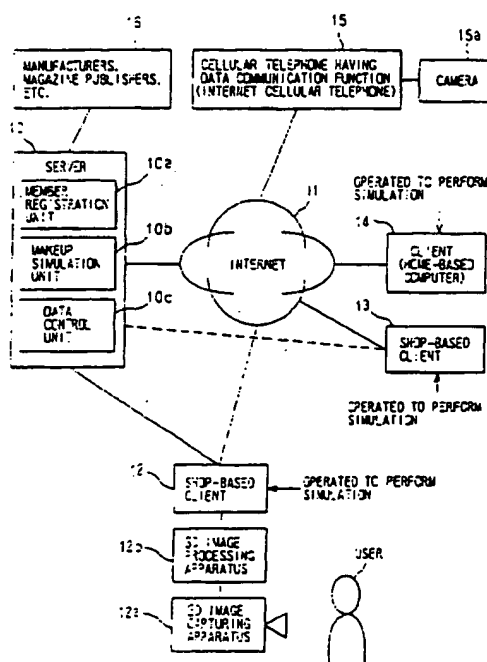 16
MANUFACTURERS,
MAGAZINE PUBLISHERS,
ETC.
15
CELLULAR TELEPHONE HAVING
DATA COMMUNICATION FUNCTION
(INTERNET CELLULAR TELEPHONE)
15a
CAMERA
10
SERVER
10a
MEMBER
REGISTRATION
UNIT
10b
MAKEUP
SIMULATION
UNIT
10c
DATA
CONTROL
UNIT
11
INTERNET
OPERATED TO PERFORM
SIMULATION
14
CLIENT
(HOME-BASED
COMPUTER)
13
SHOP-BASED
CLIENT
OPERATED TO PERFORM
SIMULATION
12
SHOP-BASED
CLIENT
OPERATED TO PERFORM
SIMULATION
12b
3D IMAGE
PROCESSING
APPARATUS
12a
3D IMAGE
CAPTURING
APPARATUS
USER